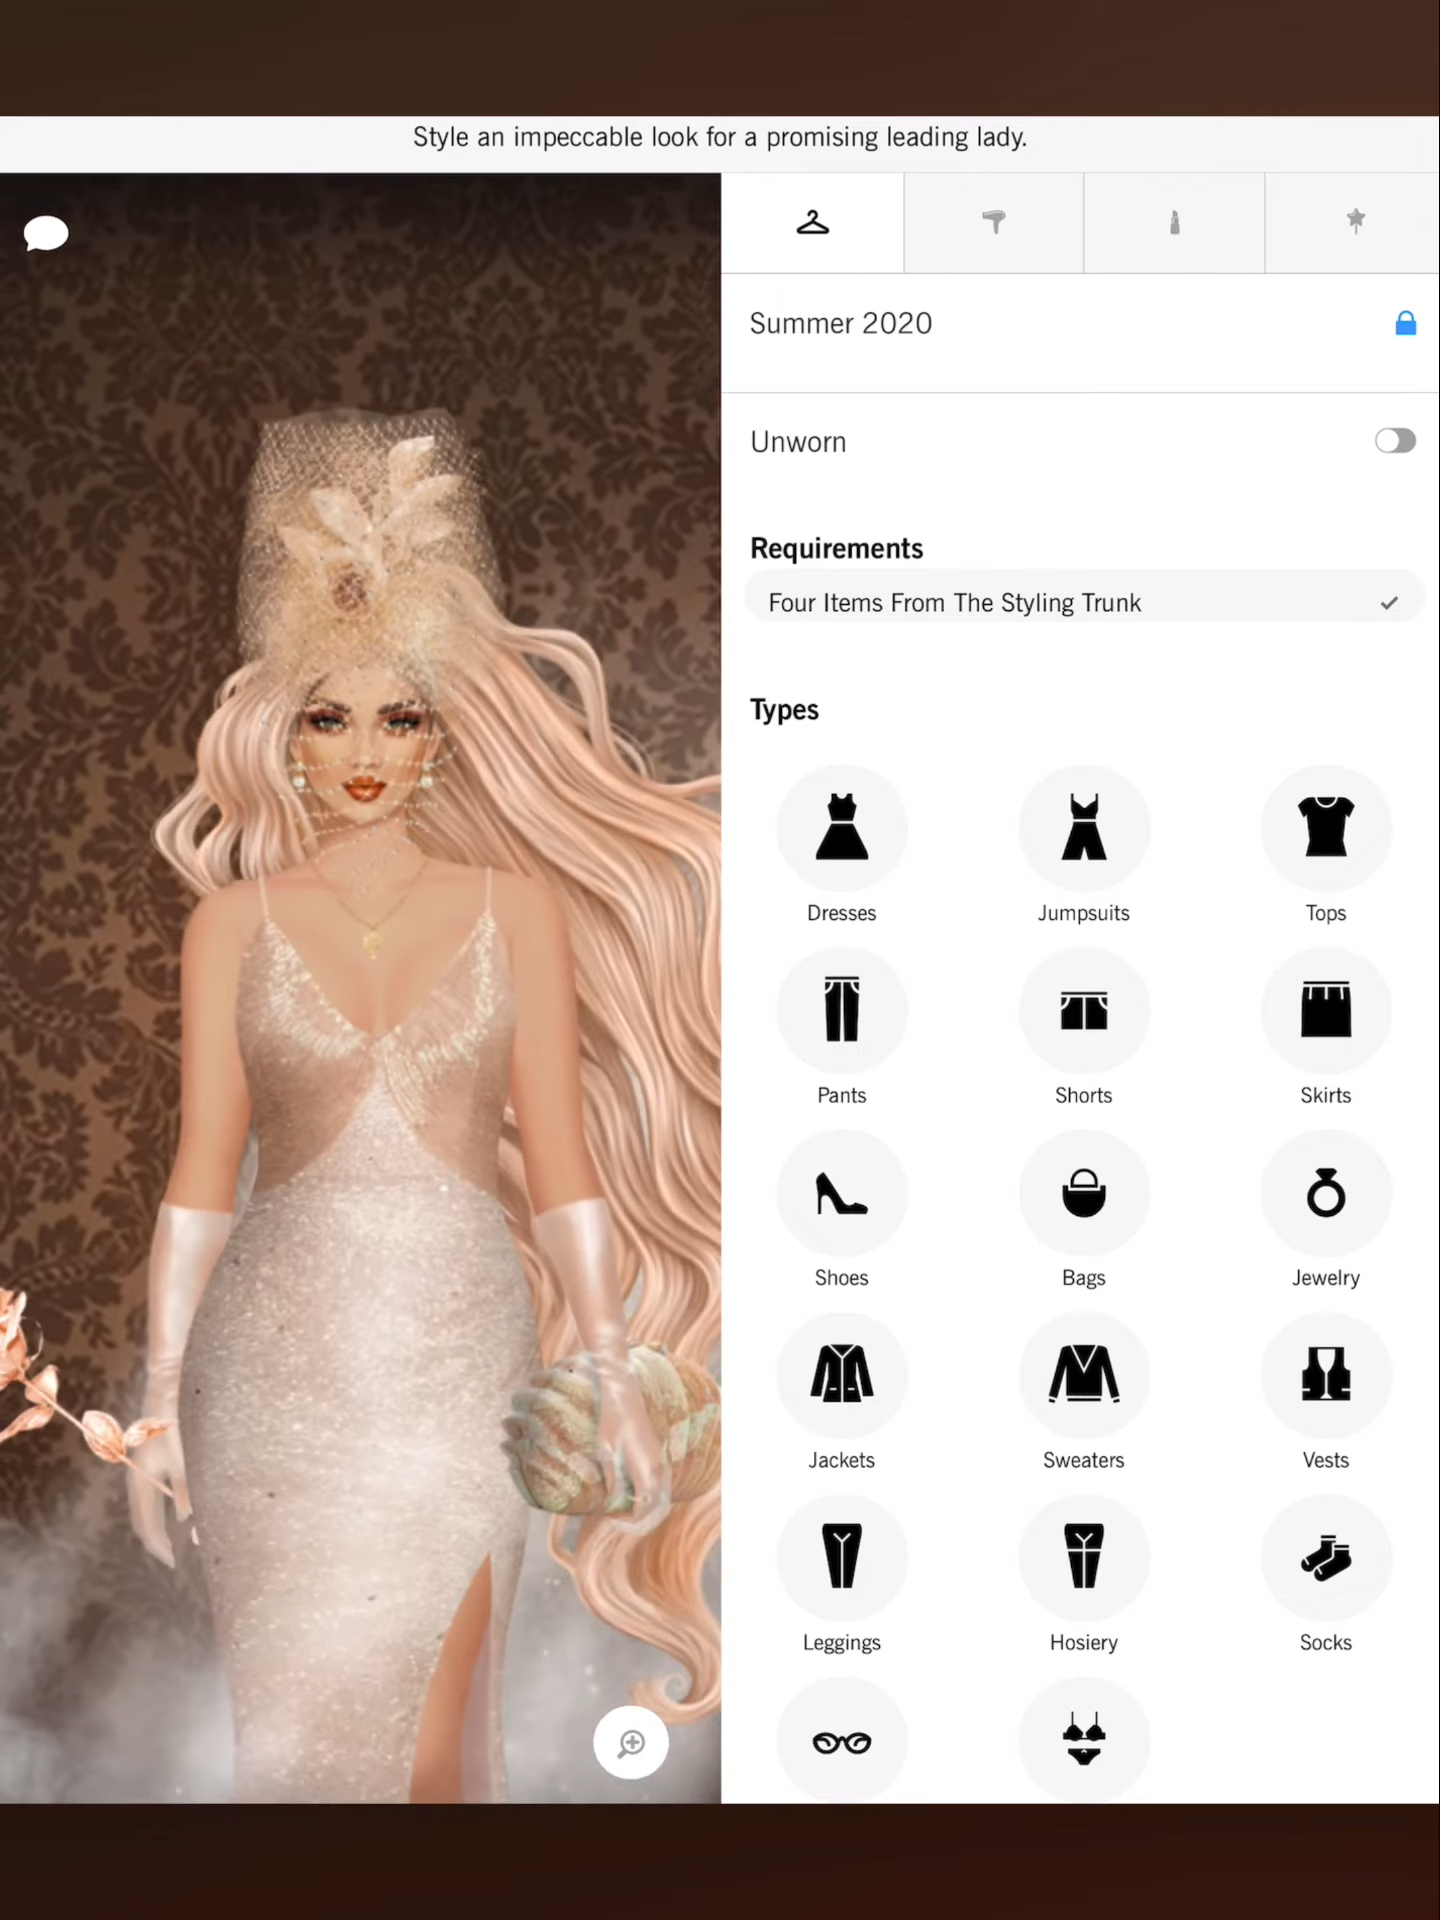 Style an impeccable look for a promising leading lady.
Summer 2020
Unworn
Requirements
Four Items From The Styling Trunk
Types
Dresses
Jumpsuits
Tops
Pants
Shorts
Skirts
Shoes
Bags
Jewelry
Jackets
Sweaters
Vests
Leggings
Hosiery
Socks